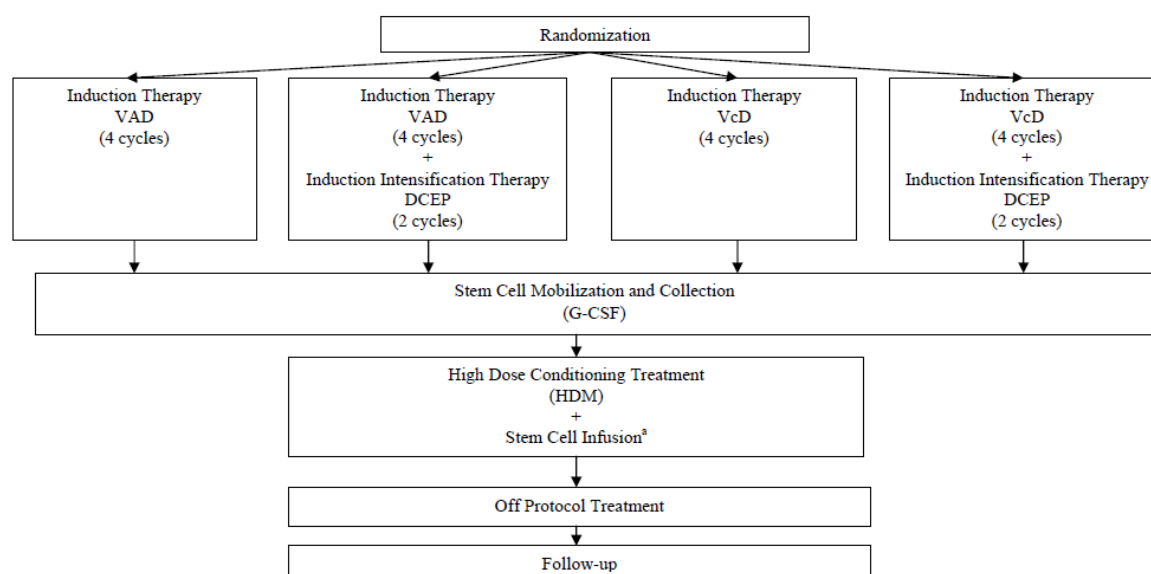 Randomization
Induction Therapy
VAD
(4 cycles)
Induction Therapy
VAD
(4 cycles)
+
Induction Intensification Therapy
DCEP
(2 cycles)
Induction Therapy
VcD
(4 cycles)
Induction Therapy
VcD
(4 cycles)
+
Induction Intensification Therapy
DCEP
(2 cycles)
Stem Cell Mobilization and Collection
(G-CSF)
High Dose Conditioning Treatment
(HDM)
+
Stem Cell Infusionᵃ
Off Protocol Treatment
Follow-up